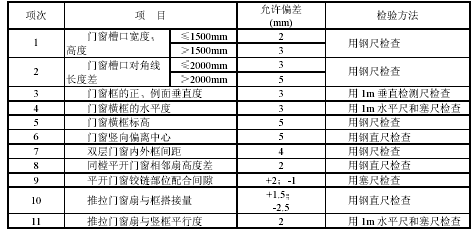 项次 项 目 允许偏差(mm) 检验方法
1 门窗槽口宽度、高度 ≤1500mm 2 用钢尺检查
>1500mm 3
2 门窗槽口对角线长度差 ≤2000mm 3 用钢尺检查
>2000mm 5
3 门窗框的正、例面垂直度 3 用 1m 垂直检测尺检查
4 门窗横框的水平度 3 用 1m 水平尺和塞尺检查
5 门窗横框标高 5 用钢尺检查
6 门窗竖向偏离中心 5 用钢直尺检查
7 双层门窗内外框间距 4 用钢尺检查
8 同樘平开门窗相邻扇高度差 2 用钢直尺检查
9 平开门窗铰链部位配合间隙 +2；-1 用塞尺检查
10 推拉门窗扇与框搭接量 +1.5；-2.5 用钢直尺检查
11 推拉门窗扇与竖框平行度 2 用 1m 水平尺和塞尺检查